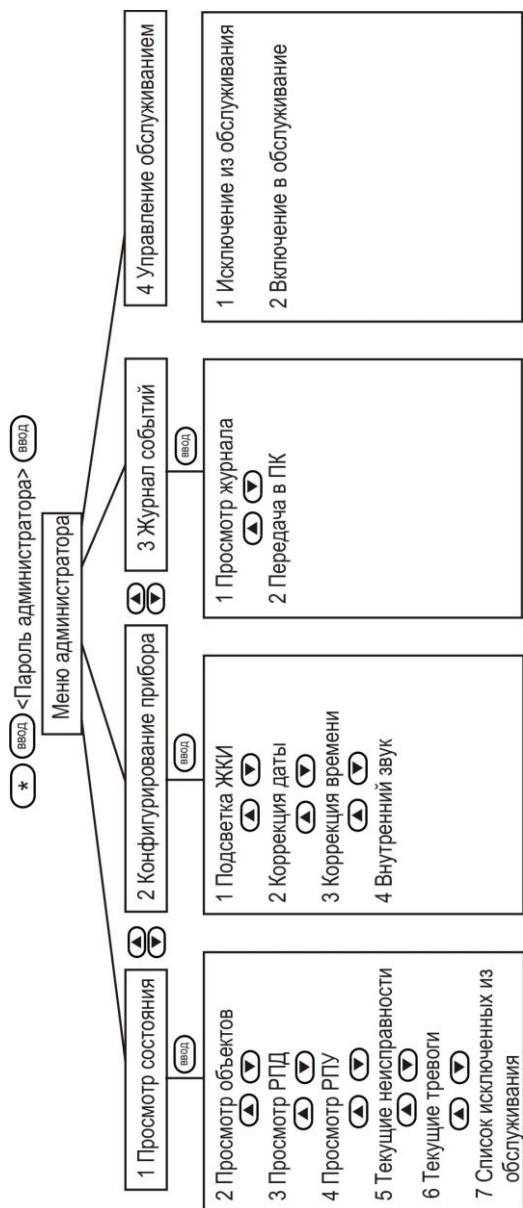 * ввод <Пароль администратора> ввод
Меню администратора
1 Просмотр состояния
2 Конфигурирование прибора
3 Журнал событий
4 Управление обслуживанием
ввод
2 Просмотр объектов
3 Просмотр РПД
4 Просмотр РПУ
5 Текущие неисправности
6 Текущие тревоги
7 Список исключенных из
обслуживания
ввод
1 Подсветка ЖКИ
2 Коррекция даты
3 Коррекция времени
4 Внутренний звук
ввод
1 Просмотр журнала
2 Передача в ПК
1 Исключение из обслуживания
2 Включение в обслуживание